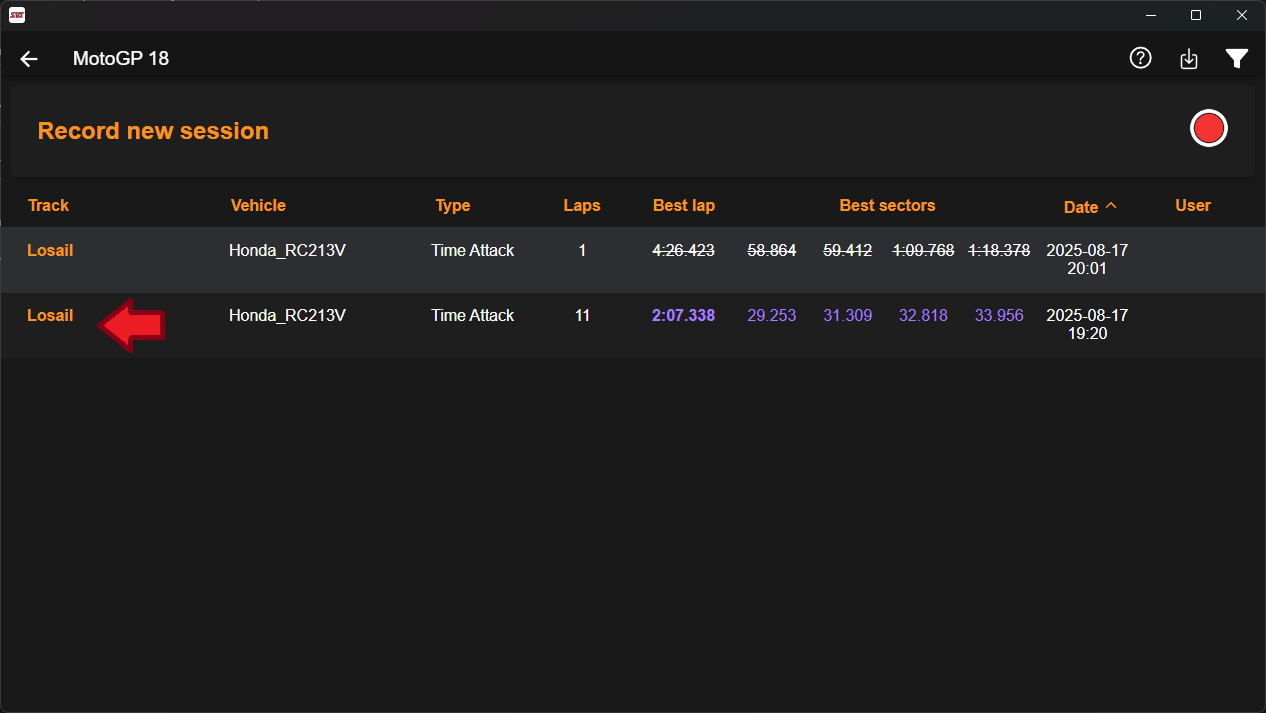 MotoGP 18
Record new session
Track Vehicle Type Laps Best lap Best sectors Date User
Losail Honda_RC213V Time Attack 1 4:26.423 58.864 59.412 1:09.768 1:18.378 2025-08-17
20:01
Losail Honda_RC213V Time Attack 11 2:07.338 29.253 31.309 32.818 33.956 2025-08-17
19:20